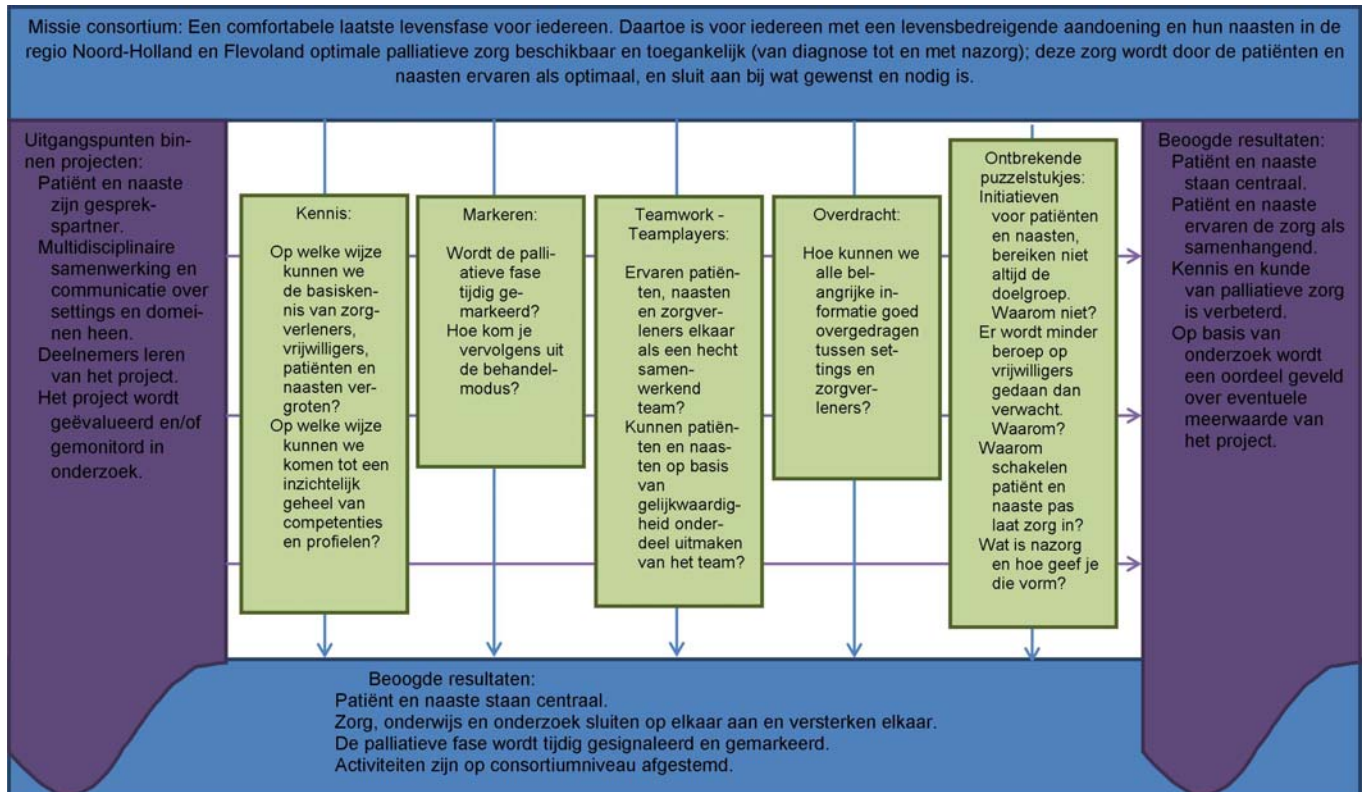 Missie consortium: Een comfortabele laatste levensfase voor iedereen. Daartoe is voor iedereen met een levensbedreigende aandoening en hun naasten in de
regio Noord-Holland en Flevoland optimale palliatieve zorg beschikbaar en toegankelijk (van diagnose tot en met nazorg); deze zorg wordt door de patiënten en
naasten ervaren als optimaal, en sluit aan bij wat gewenst en nodig is.
Uitgangspunten bin-
nen projecten:
Patiënt en naaste
zijn gesprek-
spartner.
Multidisciplinaire
samenwerking en
communicatie over
settings en domei-
nen heen.
Deelnemers leren
van het project.
Het project wordt
geëvalueerd en/of
gemonitord in
onderzoek.
Kennis:
Op welke wijze
kunnen we
de basisken-
nis van zorg-
verleners,
vrijwilligers,
patiënten en
naasten ver-
groten?
Op welke wijze
kunnen we
komen tot een
inzichtelijk
geheel van
competenties
en profielen?
Markeren:
Wordt de palli-
atieve fase
tijdig ge-
markeerd?
Hoe kom je
vervolgens uit
de behandel-
modus?
Teamwork -
Teamplayers:
Ervaren patiën-
ten, naasten
en zorgver-
leners elkaar
als een hecht
samen-
werkend
team?
Kunnen patiën-
ten en naas-
ten op basis
van
gelijkwaardig-
heid onder-
deel uitmaken
van het team?
Overdracht:
Hoe kunnen we
alle bel-
angrijke in-
formatie goed
overgedragen
tussen set-
tings en
zorgver-
leners?
Ontbrekende
puzzelstukjes:
Initiatieven
voor patiënten
en naasten,
bereiken niet
altijd de
doelgroep.
Waarom niet?
Er wordt minder
beroep op
vrijwilligers
gedaan dan
verwacht.
Waarom?
Waarom
schakelen
patiënt en
naaste pas
laat zorg in?
Wat is nazorg
en hoe geef je
die vorm?
Beoogde resultaten:
Patiënt en naaste
staan centraal.
Patiënt en naaste
ervaren de zorg als
samenhangend.
Kennis en kunde
van palliatieve zorg
is verbeterd.
Op basis van
onderzoek wordt
een oordeel geveld
over eventuele
meerwaarde van
het project.
Beoogde resultaten:
Patiënt en naaste staan centraal.
Zorg, onderwijs en onderzoek sluiten op elkaar aan en versterken elkaar.
De palliatieve fase wordt tijdig gesignaleerd en gemarkeerd.
Activiteiten zijn op consortiumniveau afgestemd.